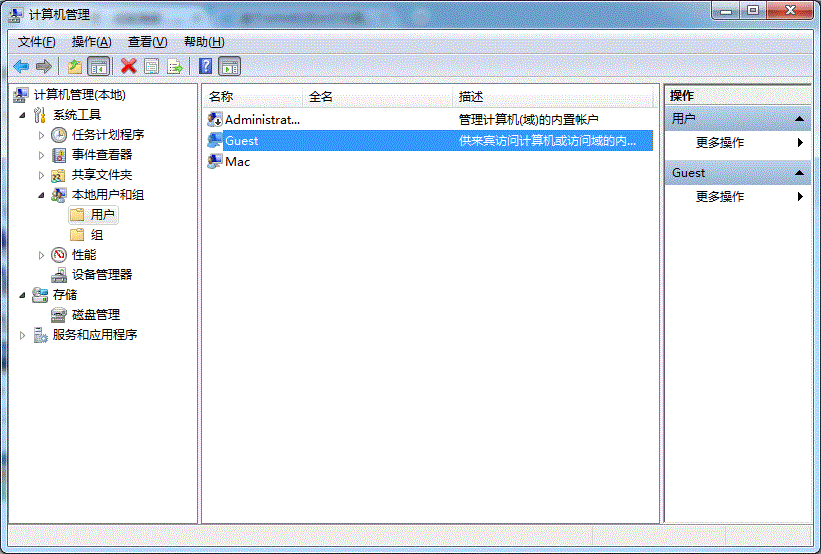 计算机管理
文件(F) 操作(A) 查看(V) 帮助(H)
计算机管理(本地)
系统工具
任务计划程序
事件查看器
共享文件夹
本地用户和组
用户
组
性能
设备管理器
存储
磁盘管理
服务和应用程序
名称 全名 描述
Administrat... 管理计算机(域)的内置帐户
Guest 供来宾访问计算机或访问域的内...
Mac
操作
用户
更多操作
Guest
更多操作